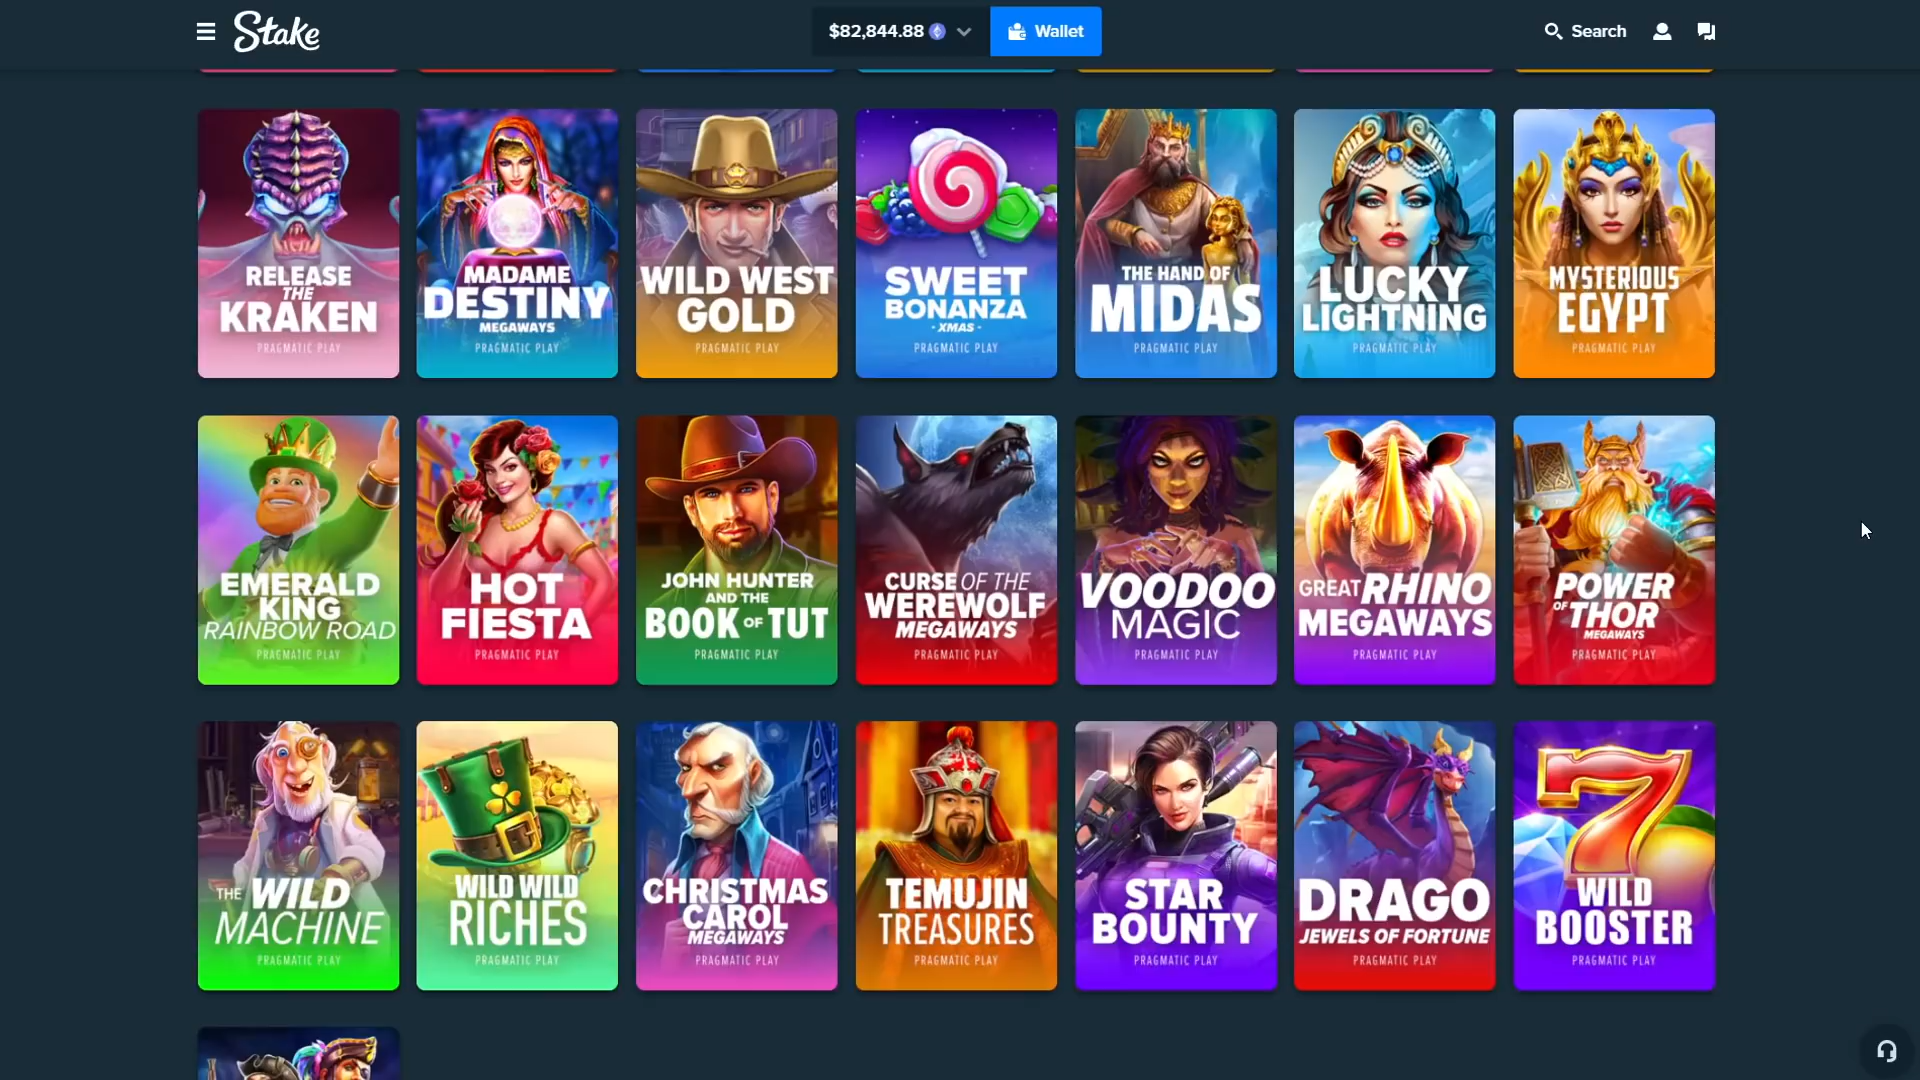 Stake
$82,844.88
Wallet
Search
RELEASE
THE
KRAKEN
PRAGMATIC PLAY
MADAME
DESTINY
MEGAWAYS
PRAGMATIC PLAY
WILD WEST
GOLD
PRAGMATIC PLAY
SWEET
BONANZA
- XMAS -
PRAGMATIC PLAY
THE HAND OF
MIDAS
PRAGMATIC PLAY
LUCKY
LIGHTNING
PRAGMATIC PLAY
MYSTERIOUS
EGYPT
PRAGMATIC PLAY
EMERALD
KING
RAINBOW ROAD
PRAGMATIC PLAY
HOT
FIESTA
PRAGMATIC PLAY
JOHN HUNTER
AND THE
BOOK OF TUT
PRAGMATIC PLAY
CURSE OF THE
WEREWOLF
MEGAWAYS
PRAGMATIC PLAY
VOODOO
MAGIC
PRAGMATIC PLAY
GREAT RHINO
MEGAWAYS
PRAGMATIC PLAY
POWER
OF THOR
MEGAWAYS
PRAGMATIC PLAY
THE WILD
MACHINE
PRAGMATIC PLAY
WILD WILD
RICHES
PRAGMATIC PLAY
CHRISTMAS
CAROL
MEGAWAYS
PRAGMATIC PLAY
TEMUJIN
TREASURES
PRAGMATIC PLAY
STAR
BOUNTY
PRAGMATIC PLAY
DRAGO
JEWELS OF FORTUNE
PRAGMATIC PLAY
7
WILD
BOOSTER
PRAGMATIC PLAY